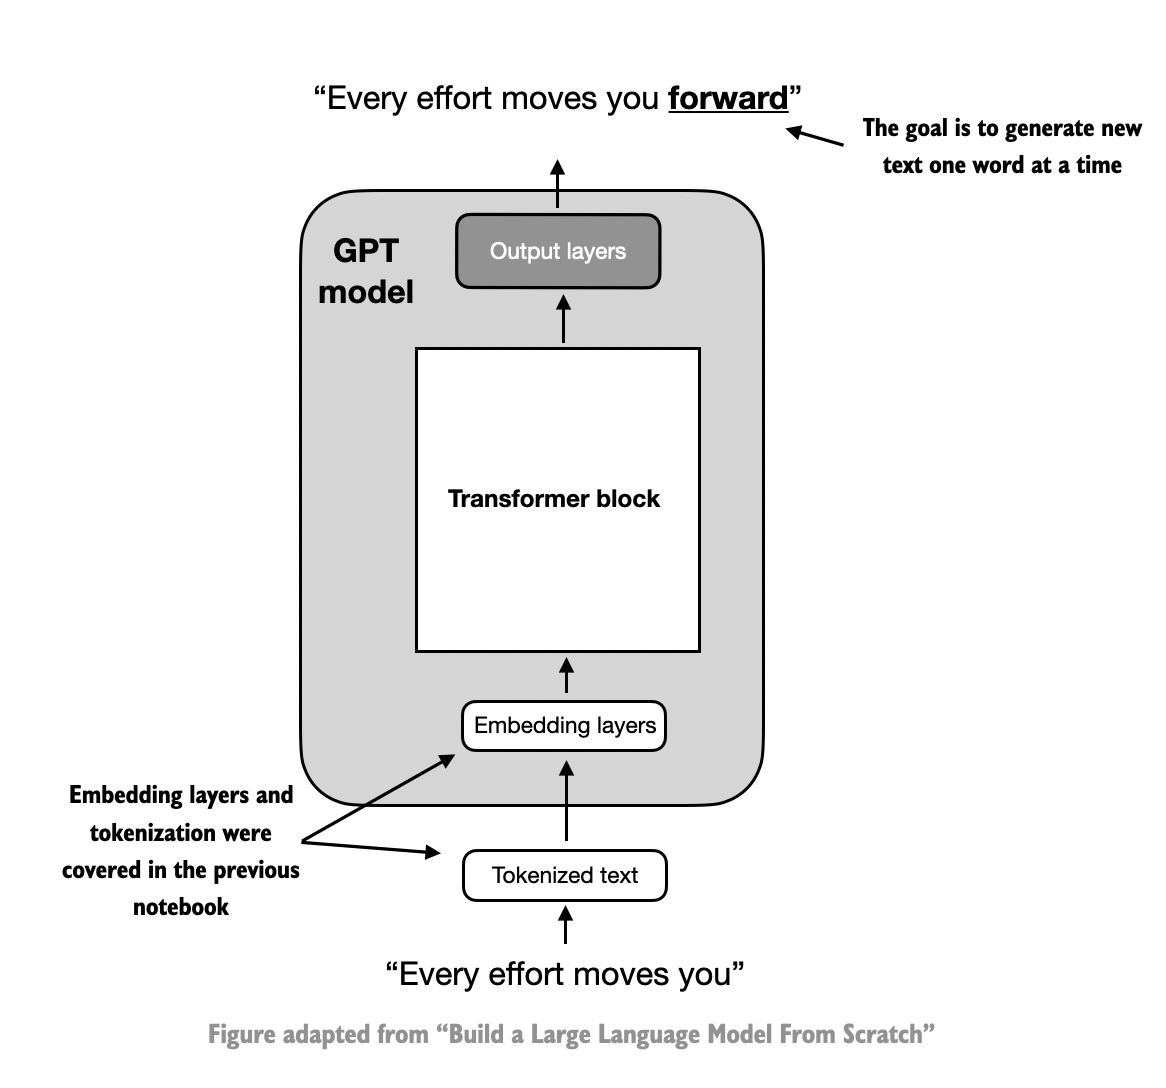 “Every effort moves you forward”
The goal is to generate new
text one word at a time
GPT
model
Output layers
Transformer block
Embedding layers
Embedding layers and
tokenization were
covered in the previous
notebook
Tokenized text
“Every effort moves you”
Figure adapted from “Build a Large Language Model From Scratch”